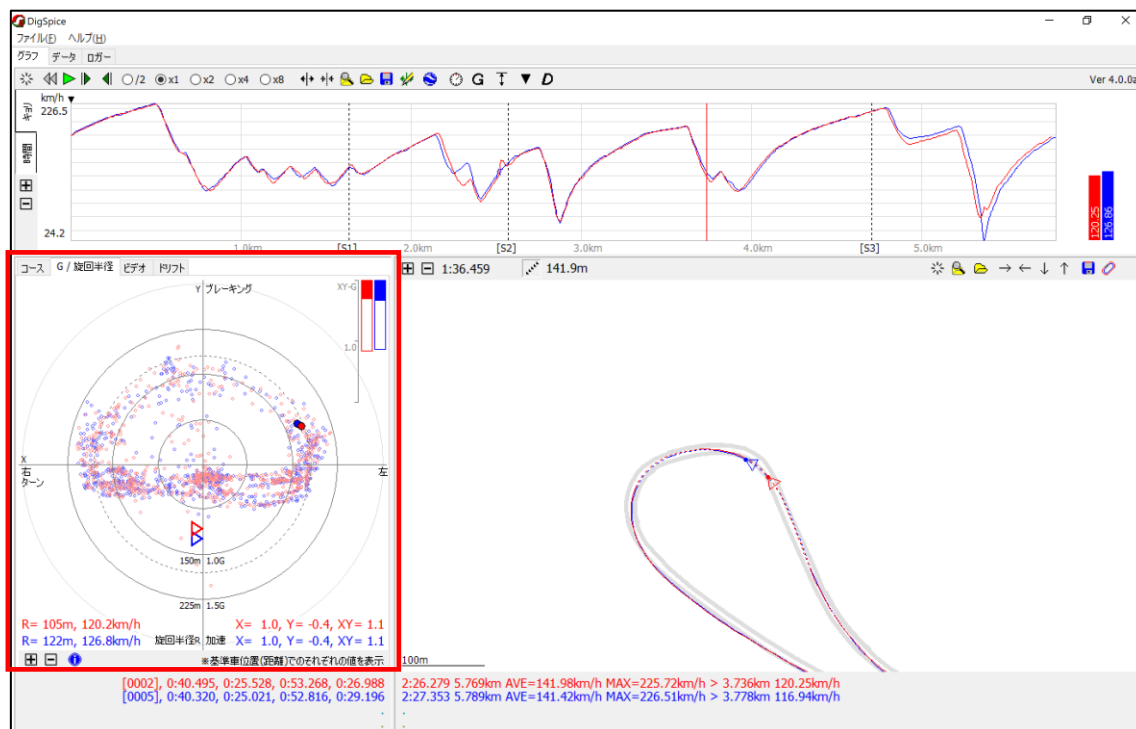 DigSpice
ファイル(F) ヘルプ(H)
グラフ データ ロガー
/2 x1 x2 x4 x8 G D Ver 4.0.0a
キョリ
時間
km/h
226.5
24.2
1.0km [S1] 2.0km [S2] 3.0km 4.0km [S3] 5.0km
120.25
126.86
コース G / 旋回半径 ビデオ ドリフト
1:36.459 141.9m
Y ブレーキング
XY-G
1.0
X
右
ターン
左
150m 1.0G
225m 1.5G
R= 105m, 120.2km/h X= 1.0, Y= -0.4, XY= 1.1
R= 122m, 126.8km/h 旋回半径R 加速 X= 1.0, Y= -0.4, XY= 1.1
※基準車位置(距離)でのそれぞれの値を表示
100m
[0002], 0:40.495, 0:25.528, 0:53.268, 0:26.988
[0005], 0:40.320, 0:25.021, 0:52.816, 0:29.196
2:26.279 5.769km AVE=141.98km/h MAX=225.72km/h > 3.736km 120.25km/h
2:27.353 5.789km AVE=141.42km/h MAX=226.51km/h > 3.778km 116.94km/h